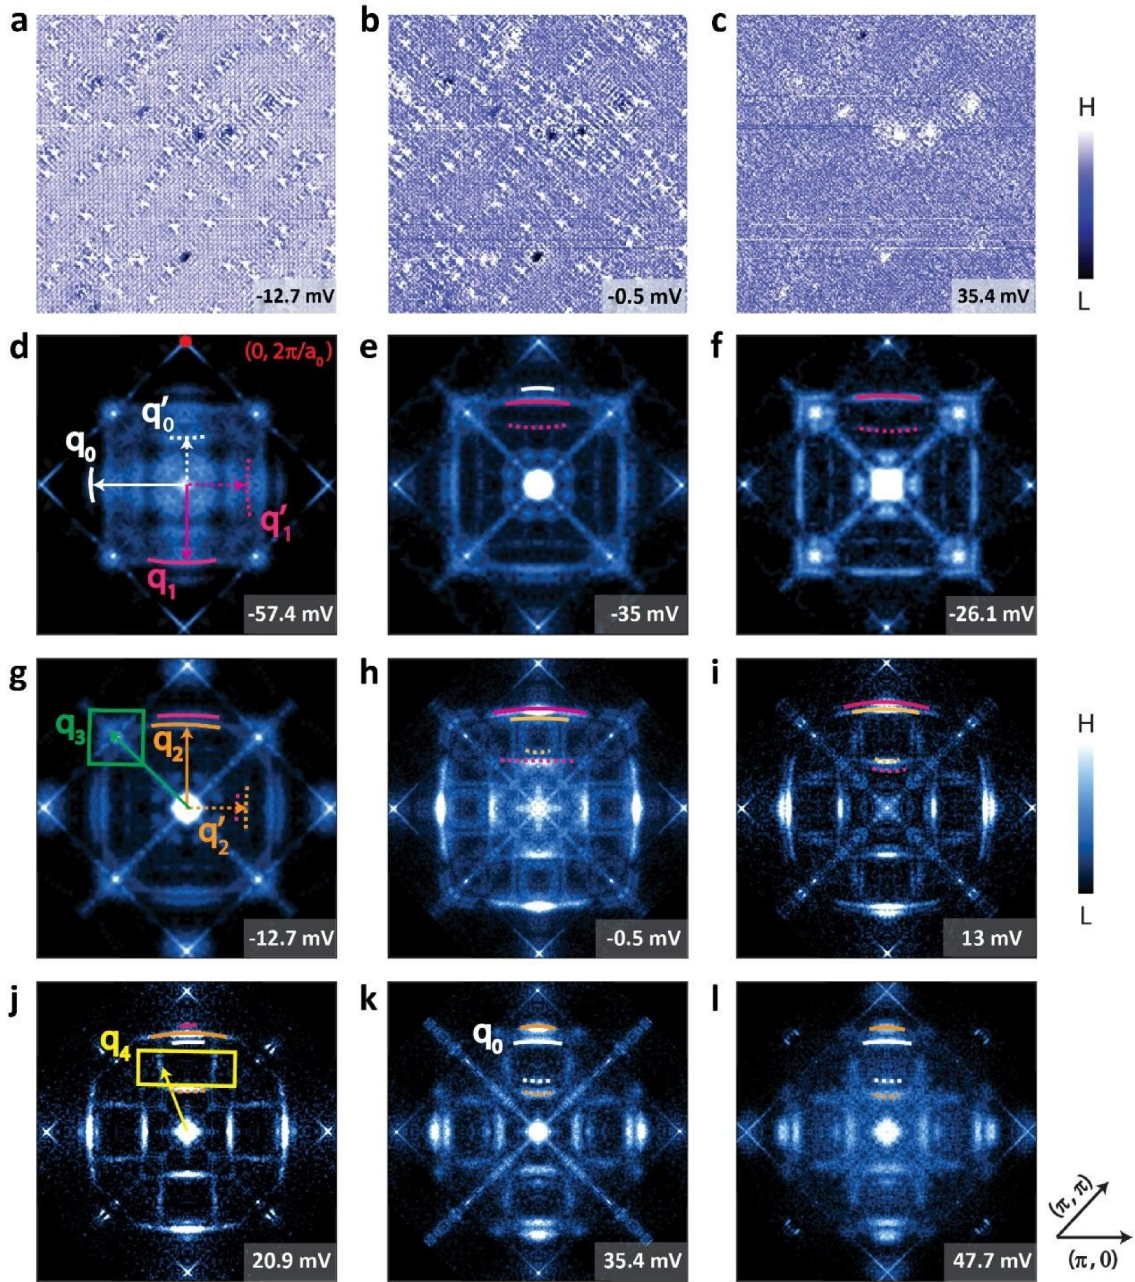 a
b
c
-12.7 mV
-0.5 mV
35.4 mV
H
L
d
(0, 2π/a₀)
q₀
q′₀
q′₁
q₁
-57.4 mV
e
-35 mV
f
-26.1 mV
g
q₃
q₂
q′₂
-12.7 mV
h
-0.5 mV
i
13 mV
H
L
j
q₄
20.9 mV
k
q₀
35.4 mV
l
47.7 mV
(π, π)
(π, 0)